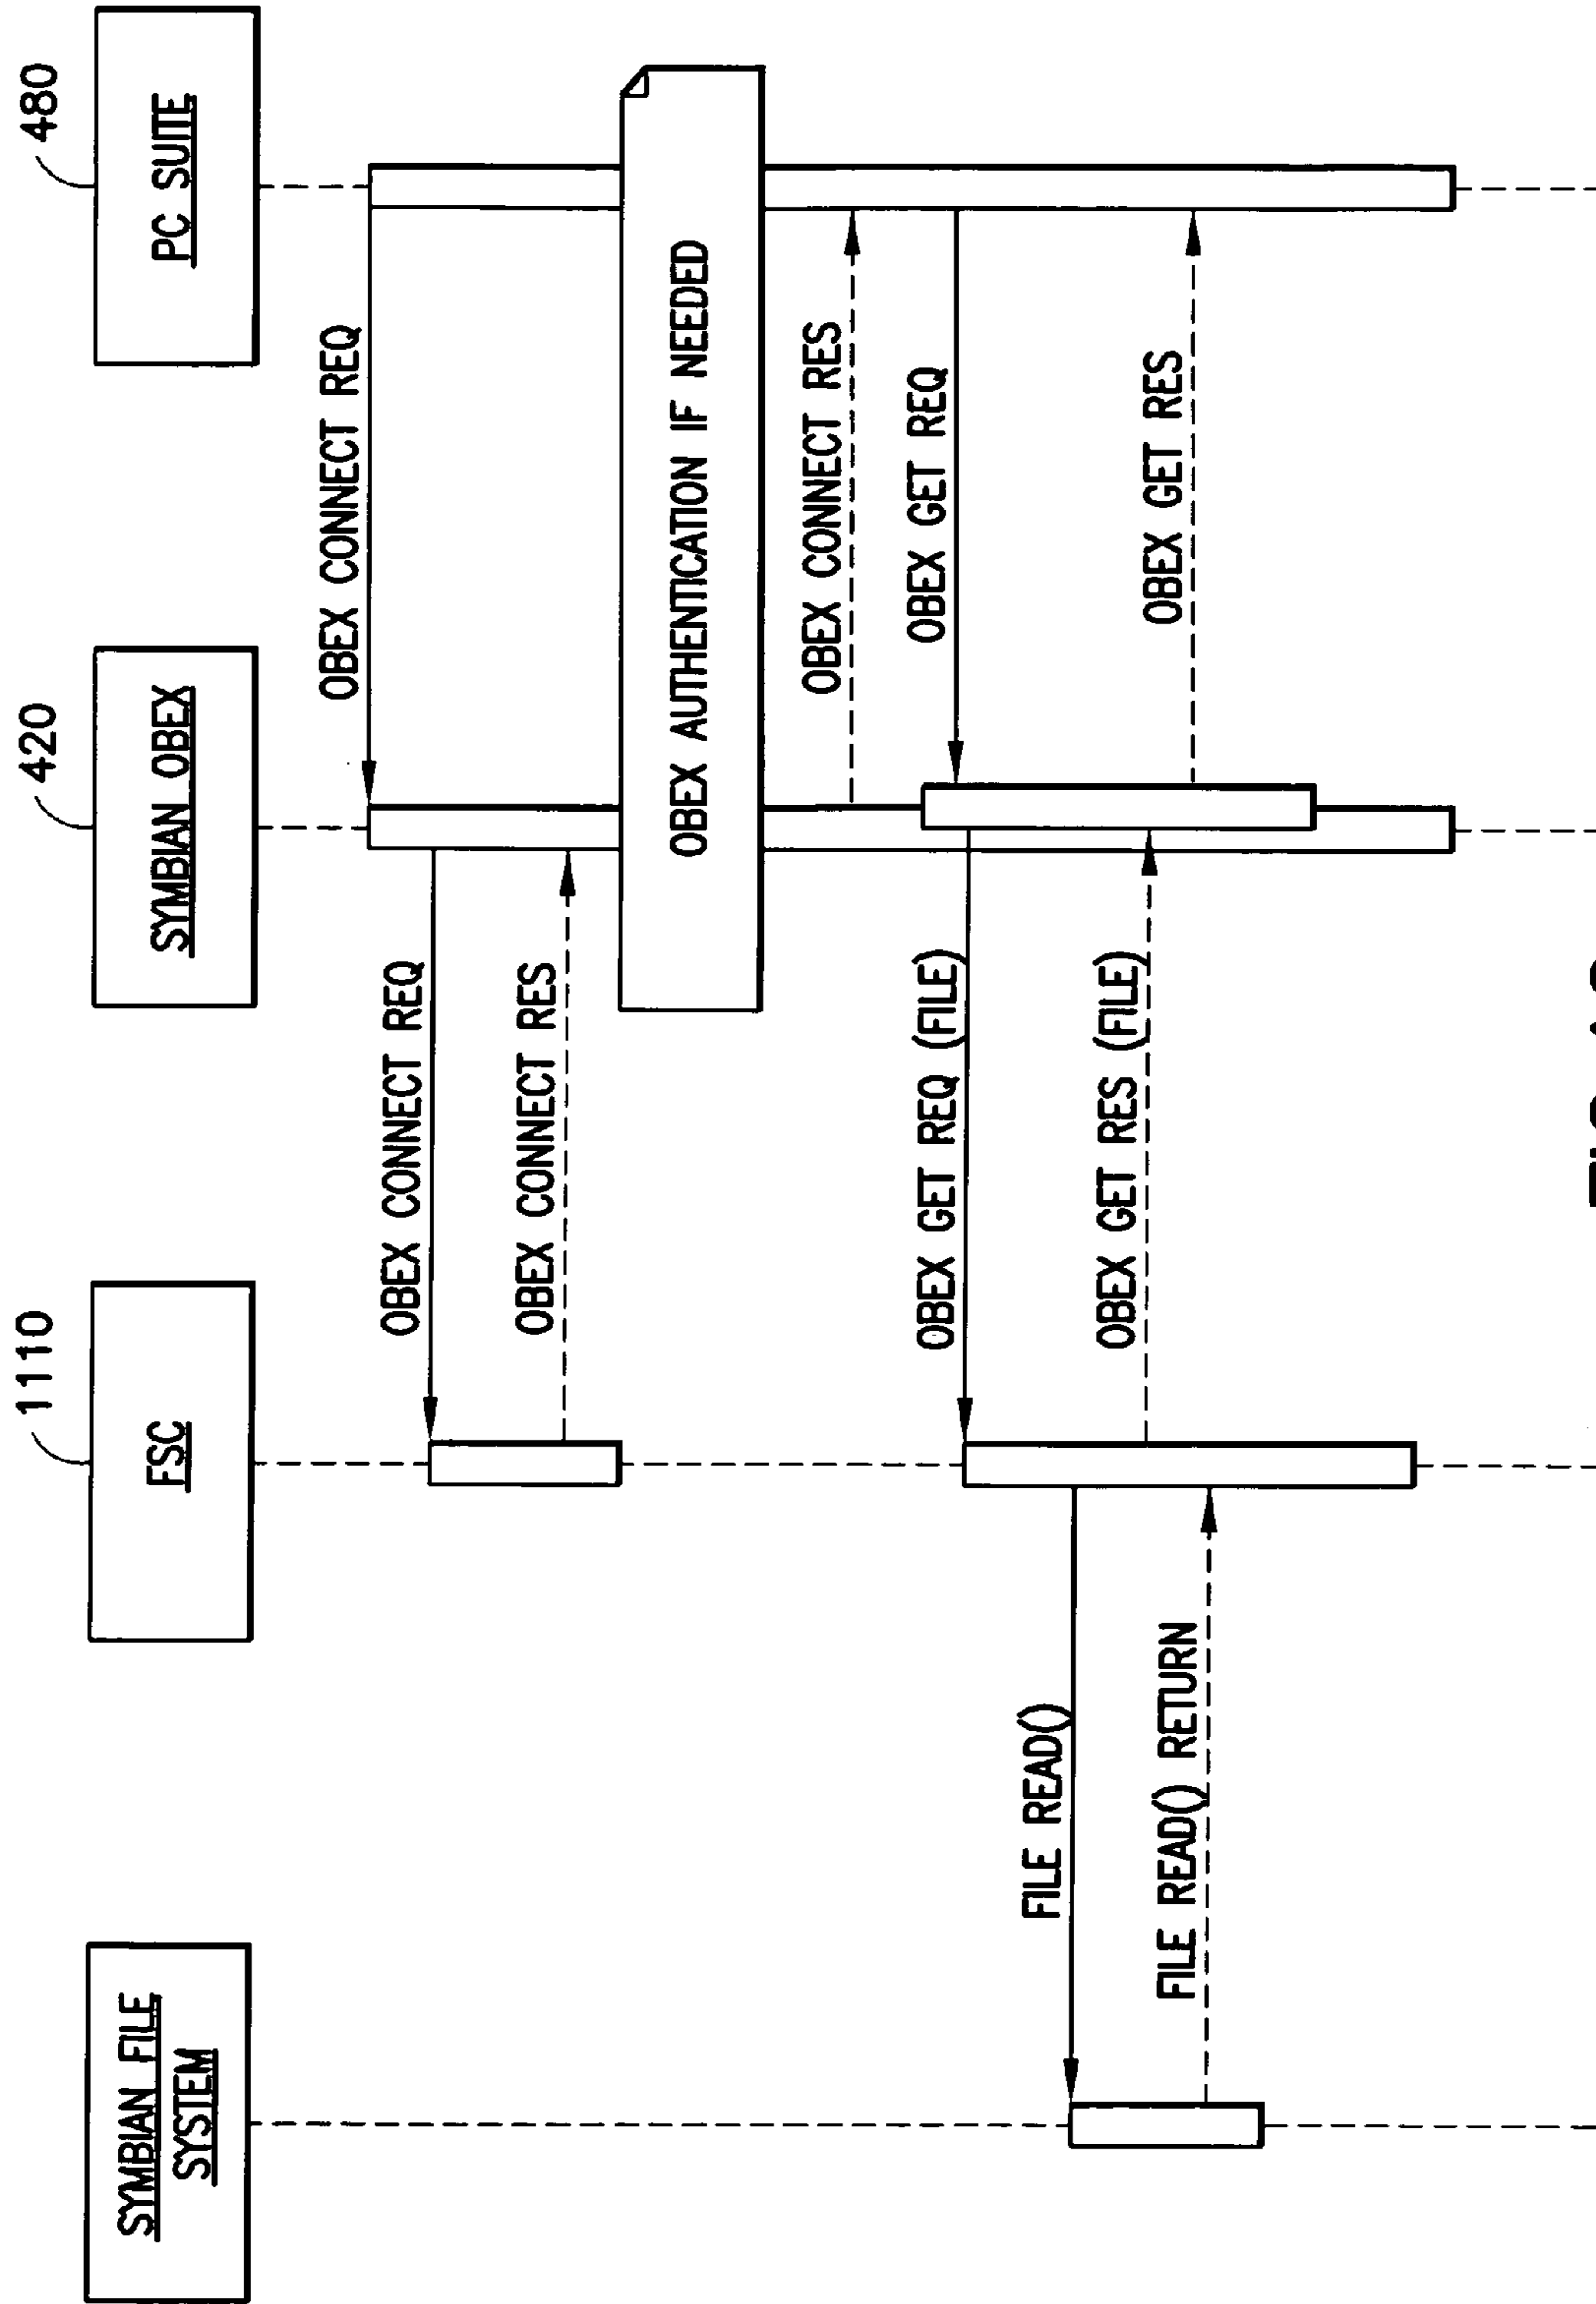 SYMBIAN FILE
SYSTEM
1110
FSC
420
SYMBIAN OBEX
480
PC SUITE
OBEX CONNECT REQ
OBEX CONNECT REQ
OBEX CONNECT RES
OBEX AUTHENTICATION IF NEEDED
OBEX CONNECT RES
OBEX GET REQ
OBEX GET REQ (FILE)
FILE READ()
OBEX GET RES (FILE)
OBEX GET RES
FILE READ() RETURN